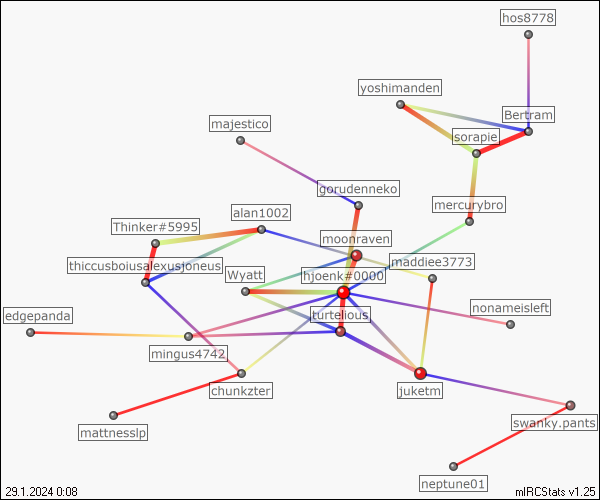 hos8778
yoshimanden
Bertram
majestico
sorapie
gorudenneko
mercurybro
alan1002
Thinker#5995
moonraven
thiccusboiusalexusjoneus
maddiee3773
Wyatt
hjoenk#0000
edgepanda
turtelious
nonameisleft
mingus4742
chunkzter
juketm
mattnesslp
swanky.pants
neptune01
29.1.2024 0:08
mIRCStats v1.25